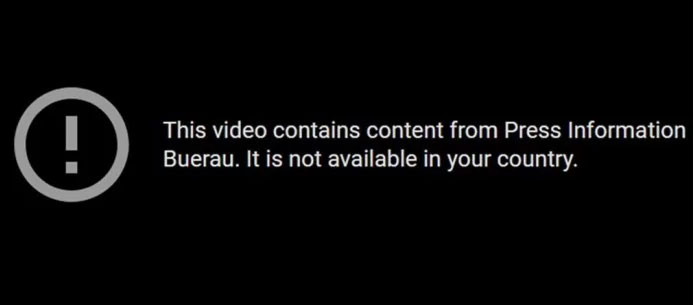 This video contains content from Press Information
Buerau. It is not available in your country.